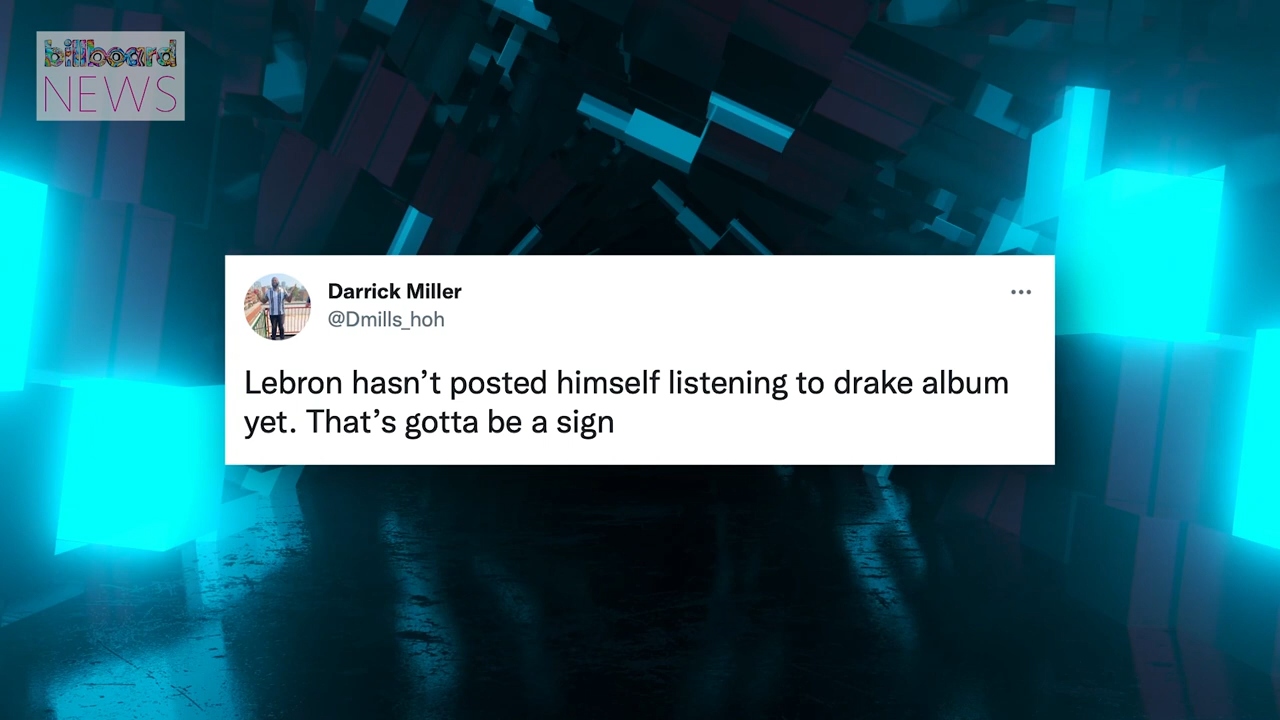 billboard
NEWS
Darrick Miller
@Dmills_hoh
Lebron hasn’t posted himself listening to drake album
yet. That’s gotta be a sign